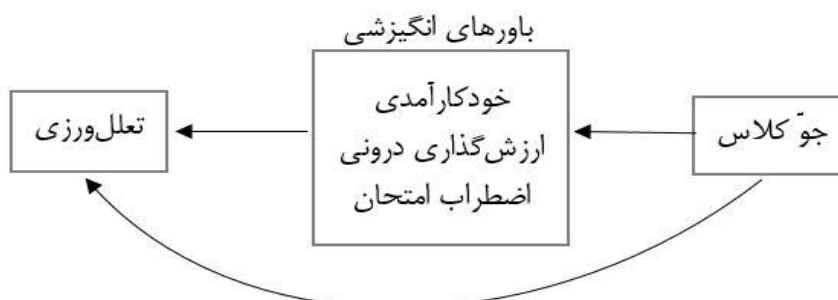 باورهای انگیزشی
جوّ کلاس
خودکارآمدی
ارزش‌گذاری درونی
اضطراب امتحان
تعلل‌ورزی